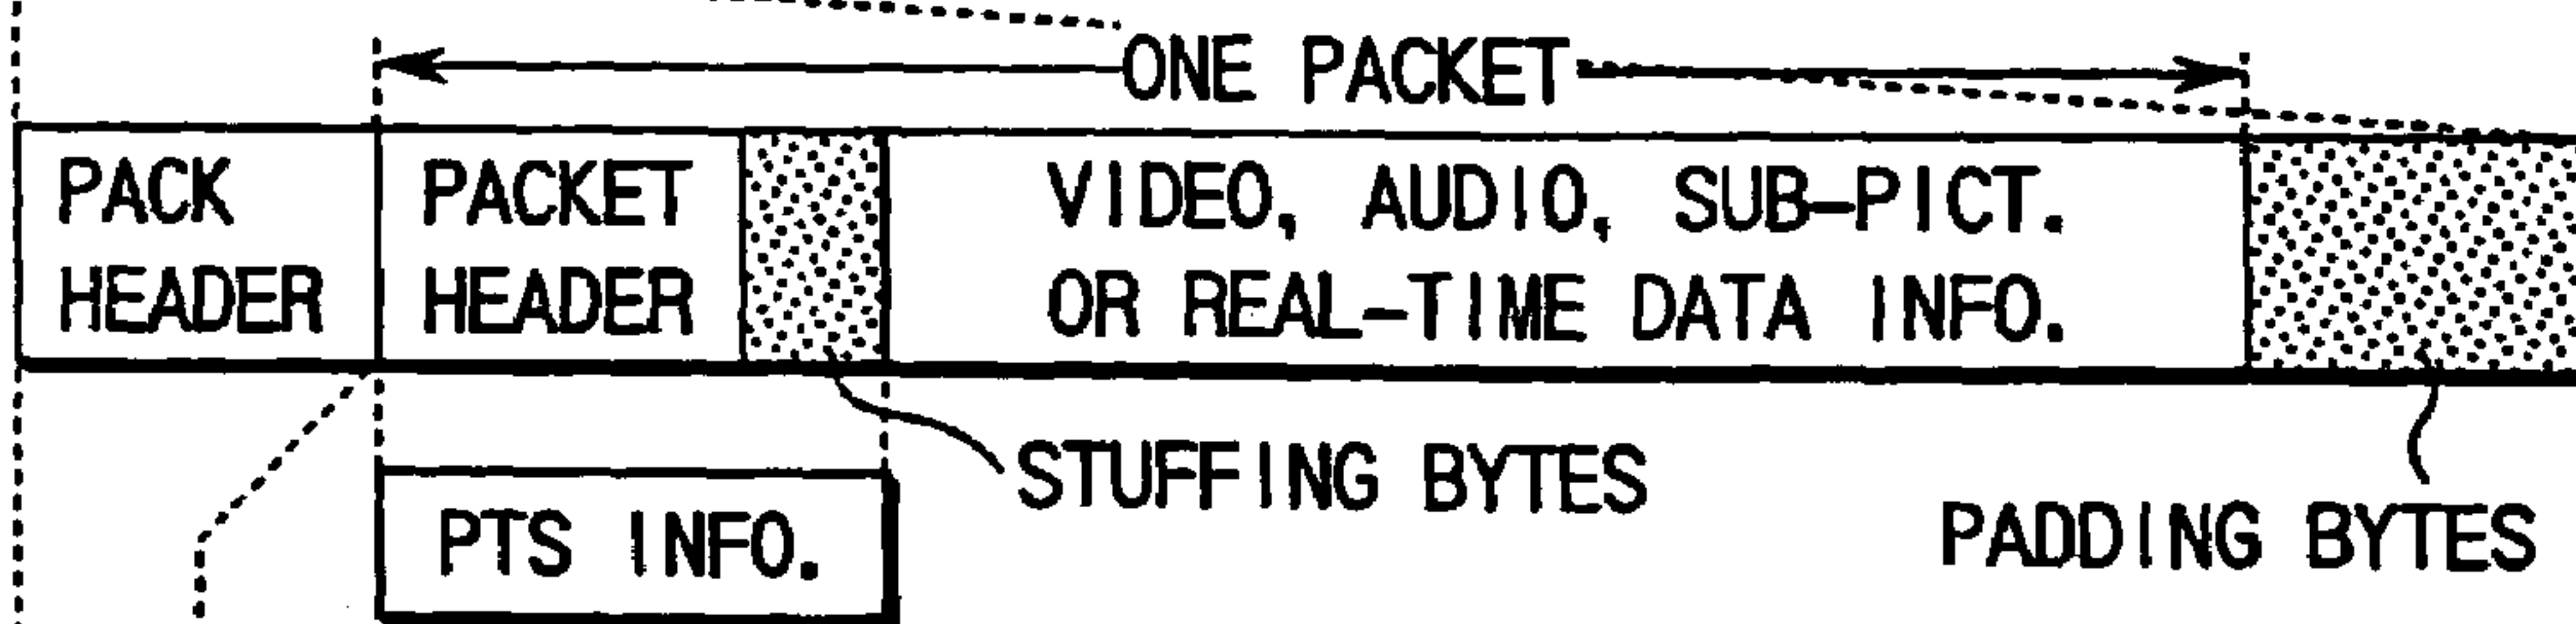 ONE PACKET
PACK
HEADER
PACKET
HEADER
VIDEO, AUDIO, SUB-PICT.
OR REAL-TIME DATA INFO.
STUFFING BYTES
PTS INFO.
PADDING BYTES